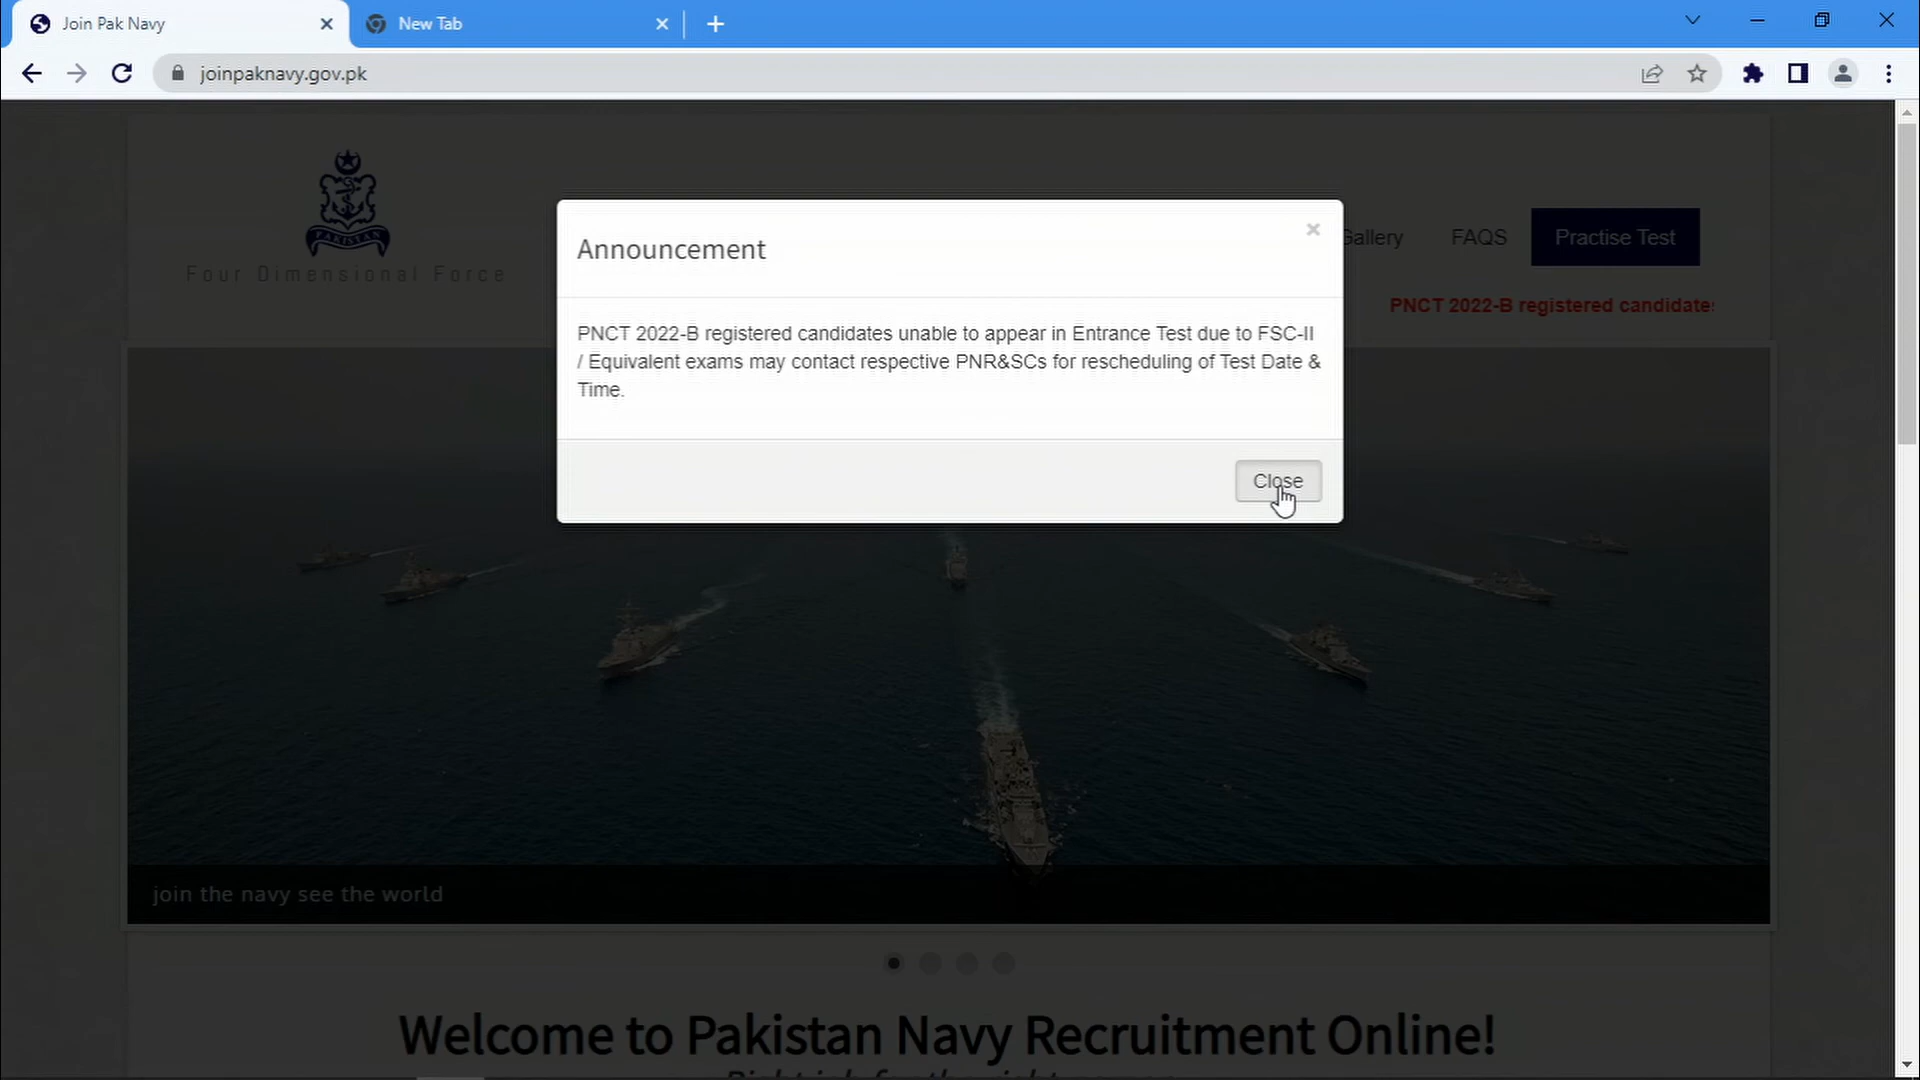 Join Pak Navy
New Tab
joinpaknavy.gov.pk
PAKISTAN
Four Dimensional Force
Gallery
FAQS
Practise Test
PNCT 2022-B registered candidates
Announcement
×
PNCT 2022-B registered candidates unable to appear in Entrance Test due to FSC-II
/ Equivalent exams may contact respective PNR&SCs for rescheduling of Test Date &
Time.
Close
join the navy see the world
Welcome to Pakistan Navy Recruitment Online!